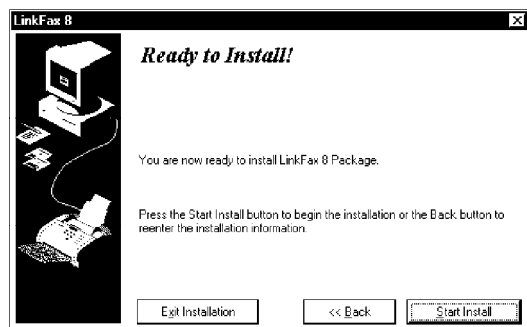 LinkFax 8
Ready to Install!
You are now ready to install LinkFax 8 Package.
Press the Start Install button to begin the installation or the Back button to
reenter the installation information.
Exit Installation
<< Back
Start Install